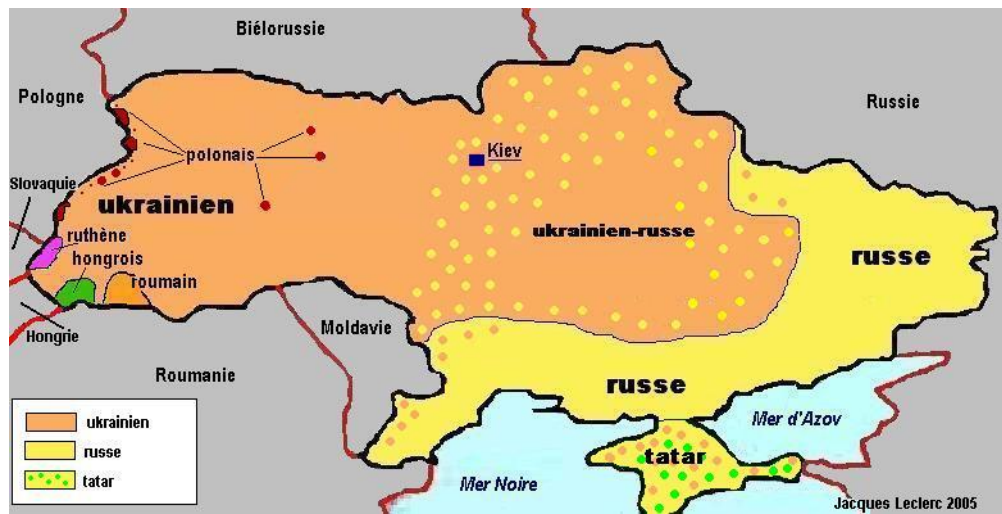 Biélorussie
Pologne
Russie
Kiev
polonais
Slovaquie
ukrainien
ukrainien-russe
ruthène
hongrois
russe
roumain
Moldavie
Hongrie
Roumanie
russe
Mer d'Azov
ukrainien
russe
tatar
tatar
Mer Noire
Jacques Leclerc 2005